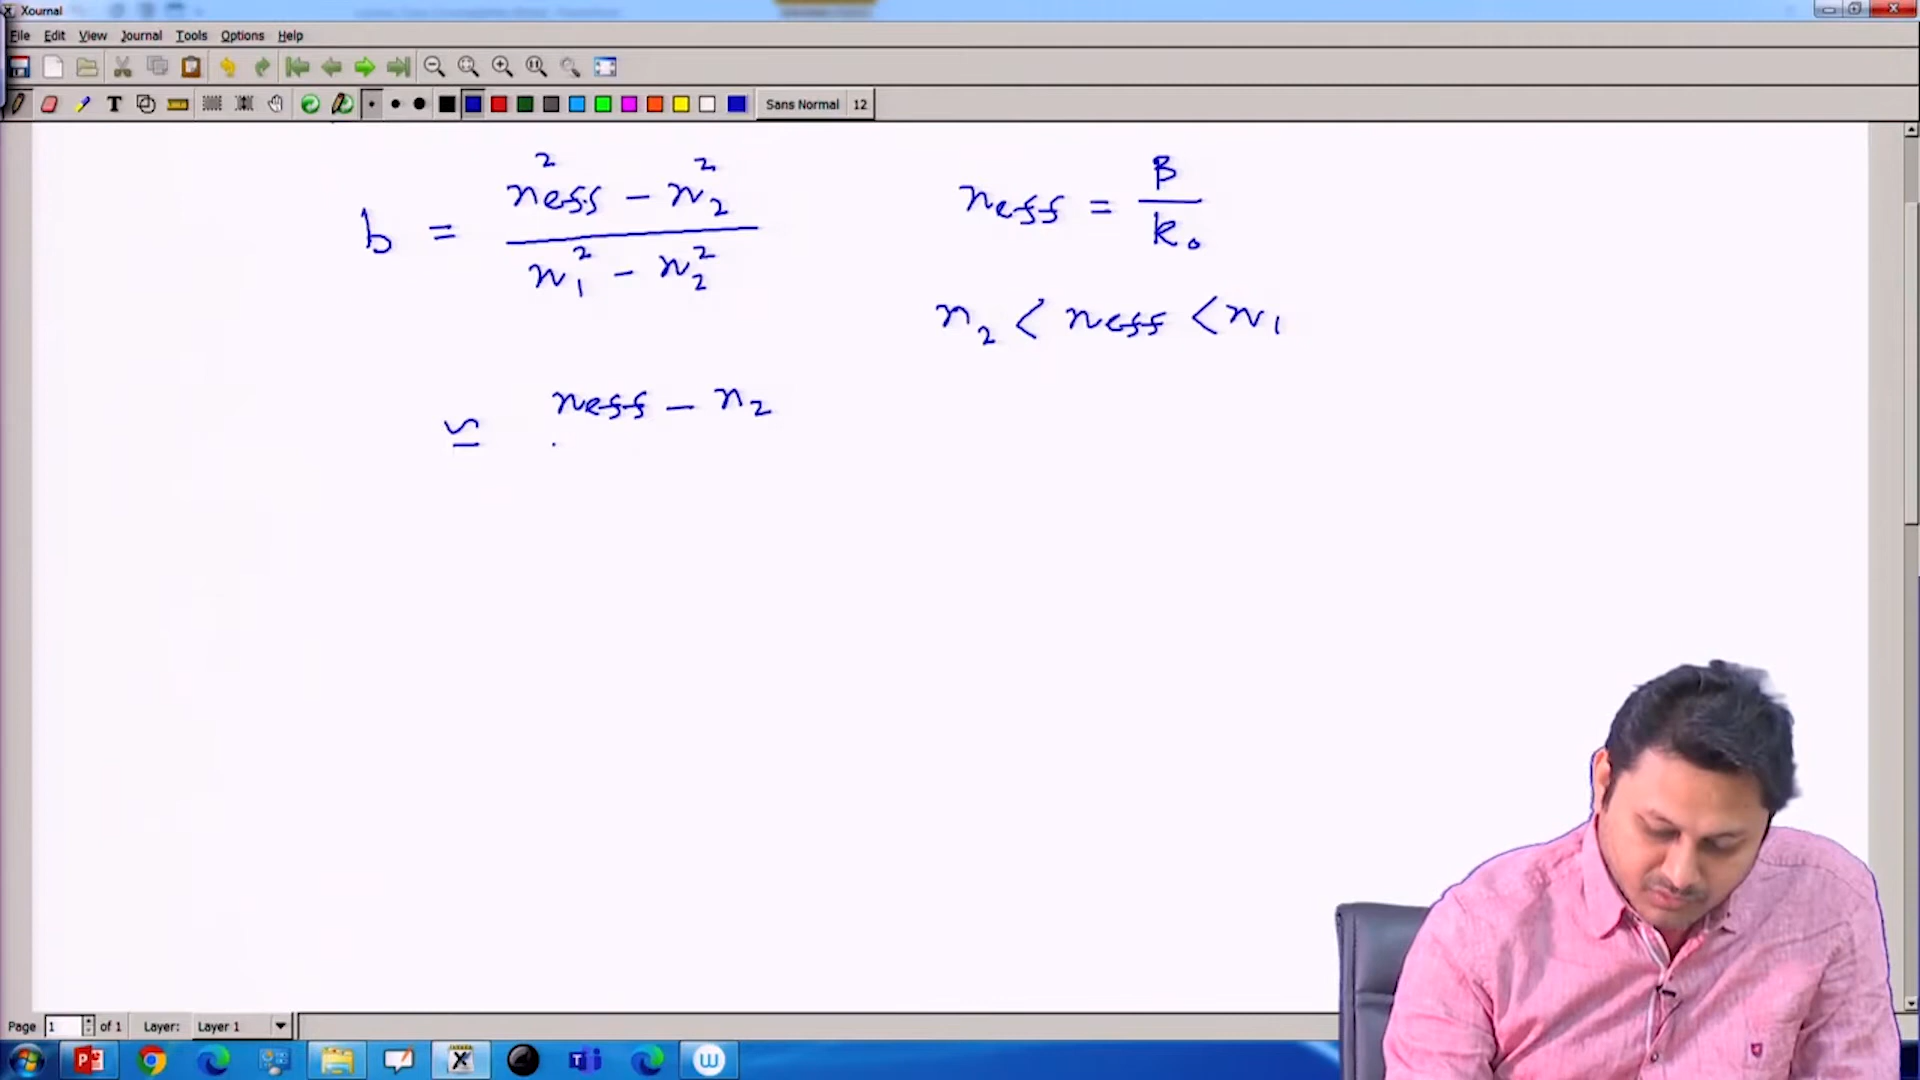 Xournal
File Edit View Journal Tools Options Help
T Sans Normal 12
b = n²eff − n₂² / n₁² − n₂²
neff = β / k₀
n₂ < neff < n₁
≃ neff − n₂
Page 1 of 1 Layer: Layer 1